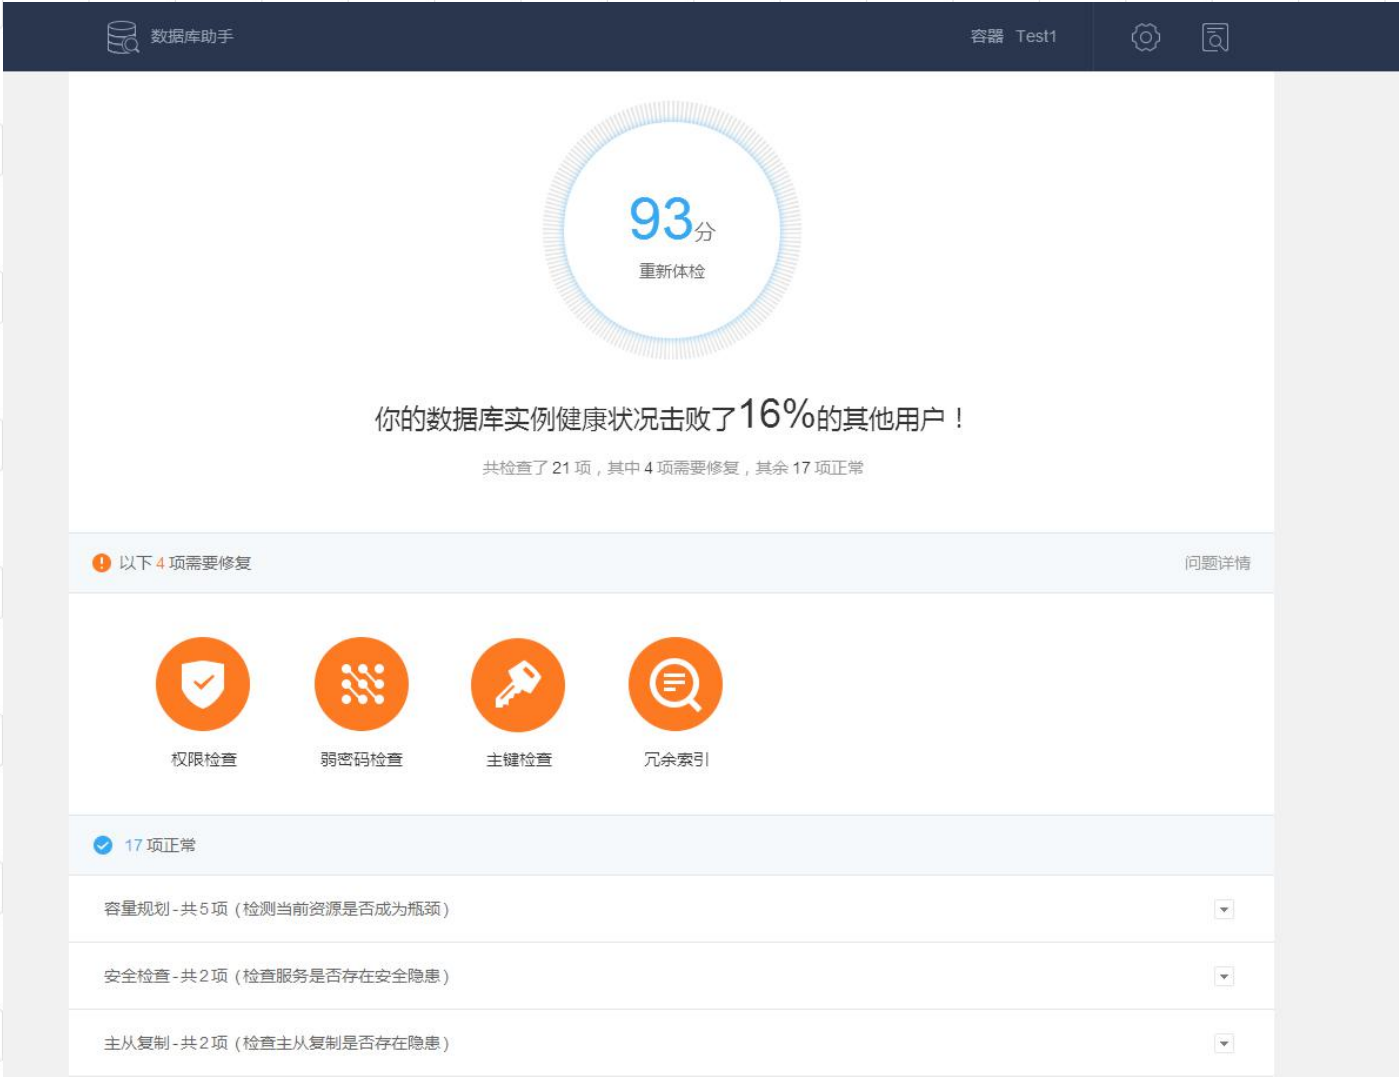 数据库助手
容器 Test1
93分
重新体检
你的数据库实例健康状况击败了16%的其他用户！
共检查了21项，其中4项需要修复，其余17项正常
以下4项需要修复
问题详情
权限检查
弱密码检查
主键检查
冗余索引
17项正常
容量规划-共5项（检测当前资源是否成为瓶颈）
安全检查-共2项（检查服务是否存在安全隐患）
主从复制-共2项（检查主从复制是否存在隐患）